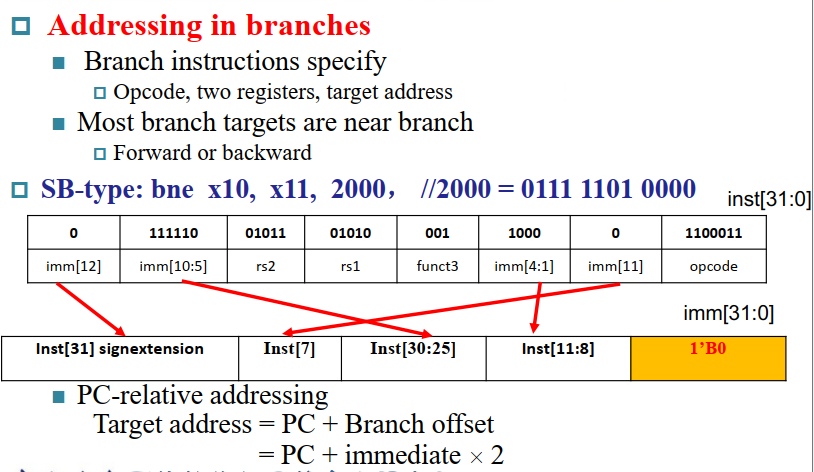 Addressing in branches
Branch instructions specify
Opcode, two registers, target address
Most branch targets are near branch
Forward or backward
SB-type: bne x10, x11, 2000, //2000 = 0111 1101 0000
inst[31:0]
0 111110 01011 01010 001 1000 0 1100011
imm[12] imm[10:5] rs2 rs1 funct3 imm[4:1] imm[11] opcode
imm[31:0]
Inst[31] signextension Inst[7] Inst[30:25] Inst[11:8] 1’B0
PC-relative addressing
Target address = PC + Branch offset
= PC + immediate × 2